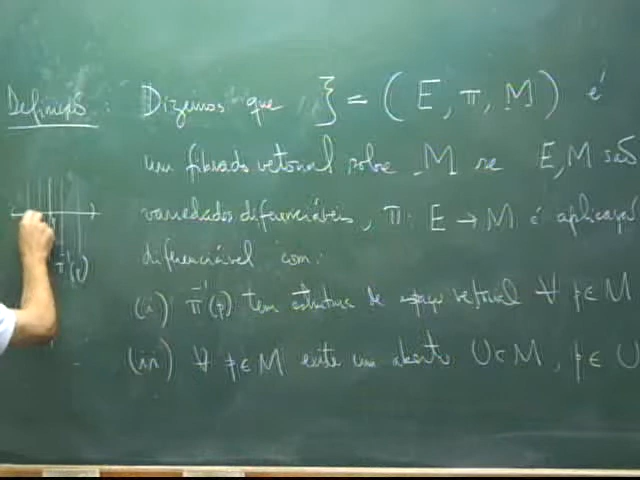 Definição: Dizemos que ξ = (E, π, M) é
um fibrado vetorial sobre M se E, M são
variedades diferenciáveis, π: E → M é aplicação
diferenciável com:
π⁻¹(p)
(i) π⁻¹(p) tem estrutura de espaço vetorial ∀ p ∈ M
(ii) ∀ p ∈ M existe um aberto U ⊂ M, p ∈ U